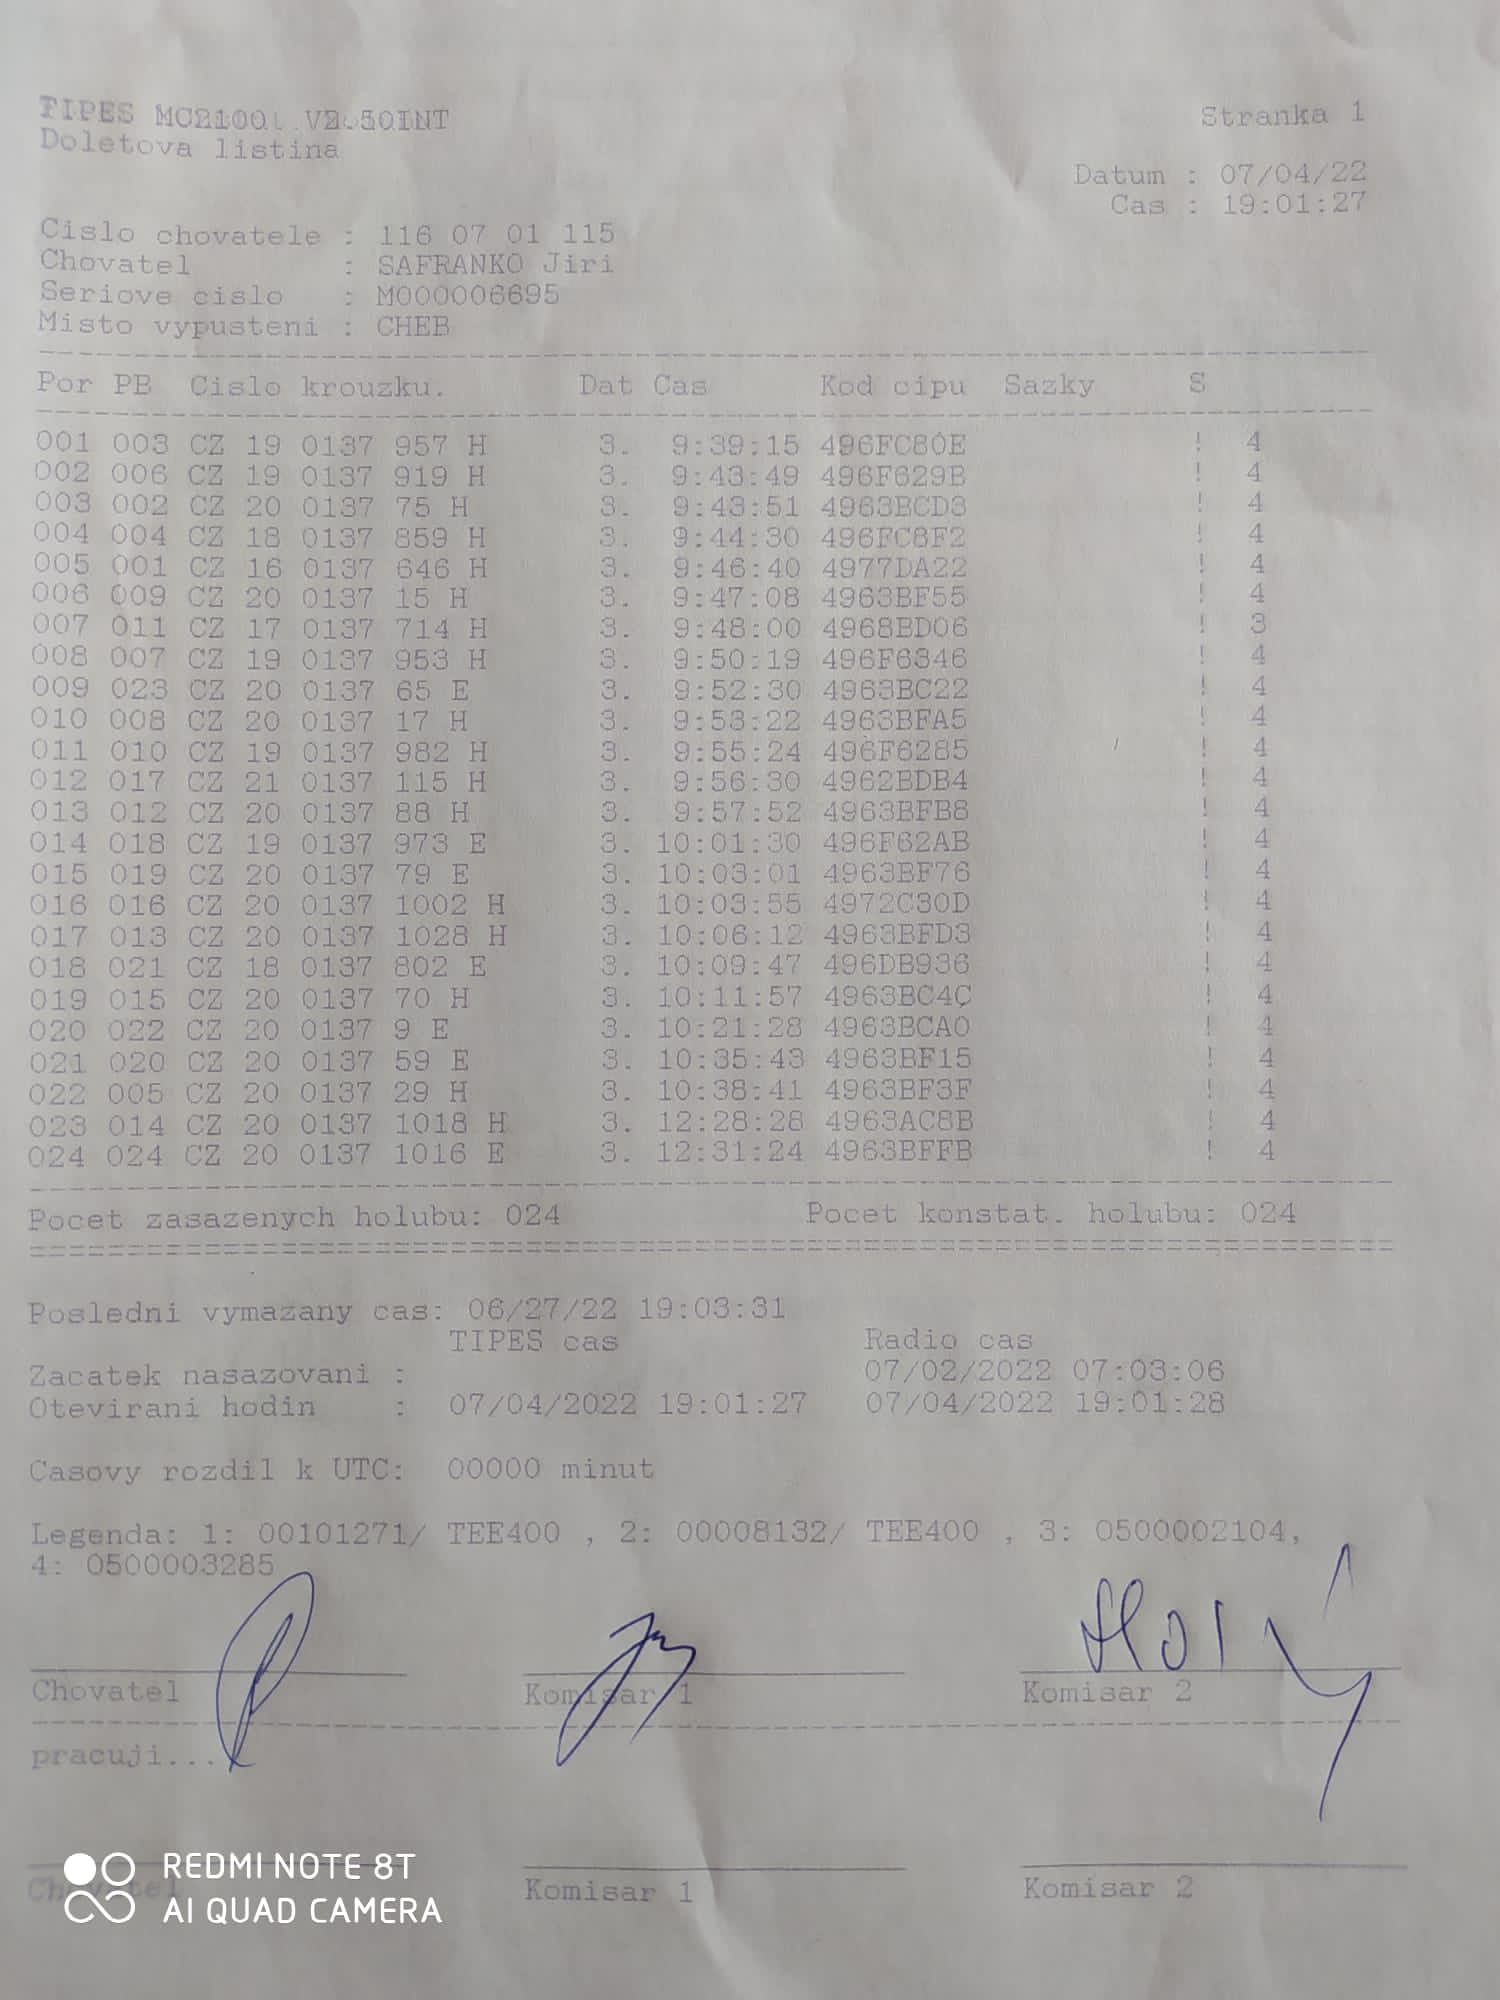 TIPES MC2100 V2.50INT Stranka 1
Doletova listina
Datum : 07/04/22
Cas : 19:01:27
Cislo chovatele : 116 07 01 115
Chovatel : SAFRANKO Jiri
Seriove cislo : M000006695
Misto vypusteni : CHEB
Por PB Cislo krouzku. Dat Cas Kod cipu Sazky S
001 003 CZ 19 0137 957 H 3. 9:39:15 496FC80E ! 4
002 006 CZ 19 0137 919 H 3. 9:43:49 496F629B ! 4
003 002 CZ 20 0137 75 H 3. 9:43:51 4963BCD3 ! 4
004 004 CZ 18 0137 859 H 3. 9:44:30 496FC8F2 ! 4
005 001 CZ 16 0137 646 H 3. 9:46:40 4977DA22 ! 4
006 009 CZ 20 0137 15 H 3. 9:47:08 4963BF55 ! 4
007 011 CZ 17 0137 714 H 3. 9:48:00 4968BD06 ! 3
008 007 CZ 19 0137 953 H 3. 9:50:19 496F6346 ! 4
009 023 CZ 20 0137 65 E 3. 9:52:30 4963BC22 ! 4
010 008 CZ 20 0137 17 H 3. 9:53:22 4963BFA5 ! 4
011 010 CZ 19 0137 982 H 3. 9:55:24 496F6285 ! 4
012 017 CZ 21 0137 115 H 3. 9:56:30 4962BDB4 ! 4
013 012 CZ 20 0137 88 H 3. 9:57:52 4963BFB8 ! 4
014 018 CZ 19 0137 973 E 3. 10:01:30 496F62AB ! 4
015 019 CZ 20 0137 79 E 3. 10:03:01 4963BF76 ! 4
016 016 CZ 20 0137 1002 H 3. 10:03:55 4972C30D ! 4
017 013 CZ 20 0137 1028 H 3. 10:06:12 4963BFD3 ! 4
018 021 CZ 18 0137 802 E 3. 10:09:47 496DB936 ! 4
019 015 CZ 20 0137 70 H 3. 10:11:57 4963BC4C ! 4
020 022 CZ 20 0137 9 E 3. 10:21:28 4963BCA0 ! 4
021 020 CZ 20 0137 59 E 3. 10:35:43 4963BF15 ! 4
022 005 CZ 20 0137 29 H 3. 10:38:41 4963BF3F ! 4
023 014 CZ 20 0137 1018 H 3. 12:28:28 4963AC8B ! 4
024 024 CZ 20 0137 1016 E 3. 12:31:24 4963BFFB ! 4
Pocet zasazenych holubu: 024 Pocet konstat. holubu: 024
Posledni vymazany cas: 06/27/22 19:03:31
TIPES cas Radio cas
Zacatek nasazovani : 07/02/2022 07:03:06
Otevirani hodin : 07/04/2022 19:01:27 07/04/2022 19:01:28
Casovy rozdil k UTC: 00000 minut
Legenda: 1: 00101271/ TEE400 , 2: 00008132/ TEE400 , 3: 0500002104,
4: 0500003285
Chovatel Komisar 1 Komisar 2
pracuji...
Chovatel Komisar 1 Komisar 2
REDMI NOTE 8T
AI QUAD CAMERA